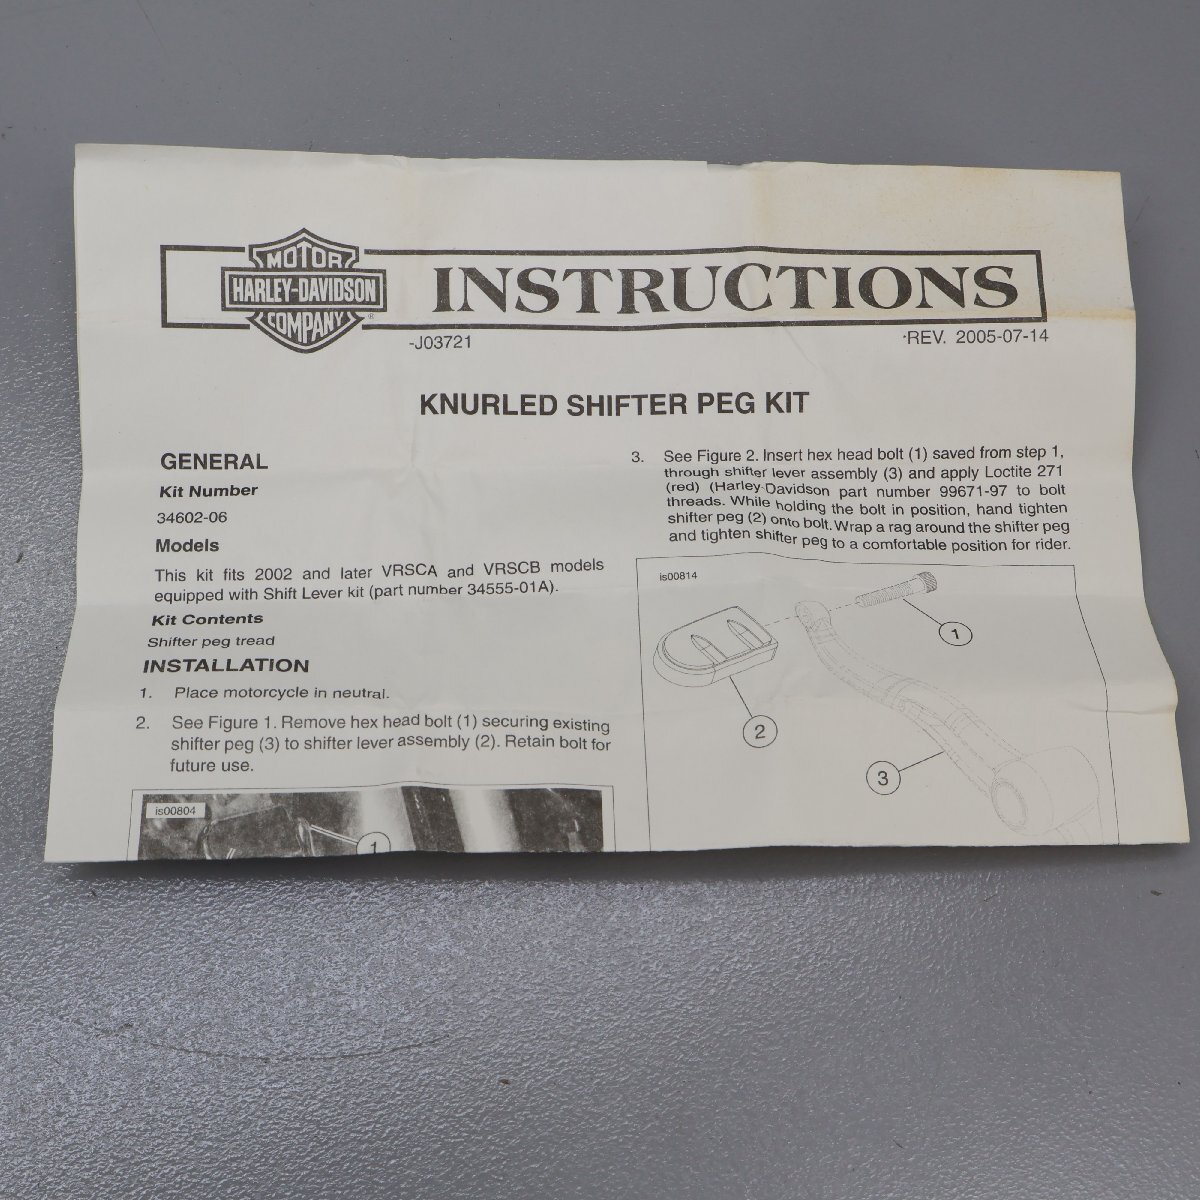 MOTOR
HARLEY-DAVIDSON
COMPANY
®
INSTRUCTIONS
-J03721
REV. 2005-07-14
KNURLED SHIFTER PEG KIT
GENERAL
Kit Number
34602-06
Models
This kit fits 2002 and later VRSCA and VRSCB models
equipped with Shift Lever kit (part number 34555-01A).
Kit Contents
Shifter peg tread
INSTALLATION
1. Place motorcycle in neutral.
2. See Figure 1. Remove hex head bolt (1) securing existing
shifter peg (3) to shifter lever assembly (2). Retain bolt for
future use.
is00804
1
3. See Figure 2. Insert hex head bolt (1) saved from step 1,
through shifter lever assembly (3) and apply Loctite 271
(red) (Harley-Davidson part number 99671-97 to bolt
threads. While holding the bolt in position, hand tighten
shifter peg (2) onto bolt. Wrap a rag around the shifter peg
and tighten shifter peg to a comfortable position for rider.
is00814
1
2
3